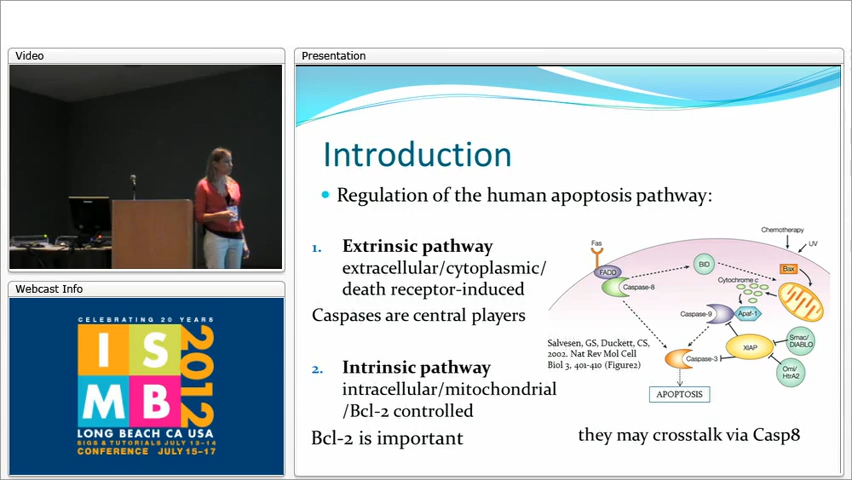 Video
Presentation
Introduction
Regulation of the human apoptosis pathway:
1. Extrinsic pathway
extracellular/cytoplasmic/
death receptor-induced
Caspases are central players
2. Intrinsic pathway
intracellular/mitochondrial
/Bcl-2 controlled
Bcl-2 is important
Chemotherapy
UV
Fas
FADD
BID
Bax
Caspase-8
Cytochrome c
Caspase-9
Apaf-1
Smac/
DIABLO
XIAP
Caspase-3
Omi/
HtrA2
APOPTOSIS
Salvesen, GS, Duckett, CS,
2002. Nat Rev Mol Cell
Biol 3, 401-410 (Figure2)
they may crosstalk via Casp8
Webcast Info
CELEBRATING 20 YEARS
IS
MB
2012
LONG BEACH CA USA
SIGS & TUTORIALS JULY 13-14
CONFERENCE JULY 15-17